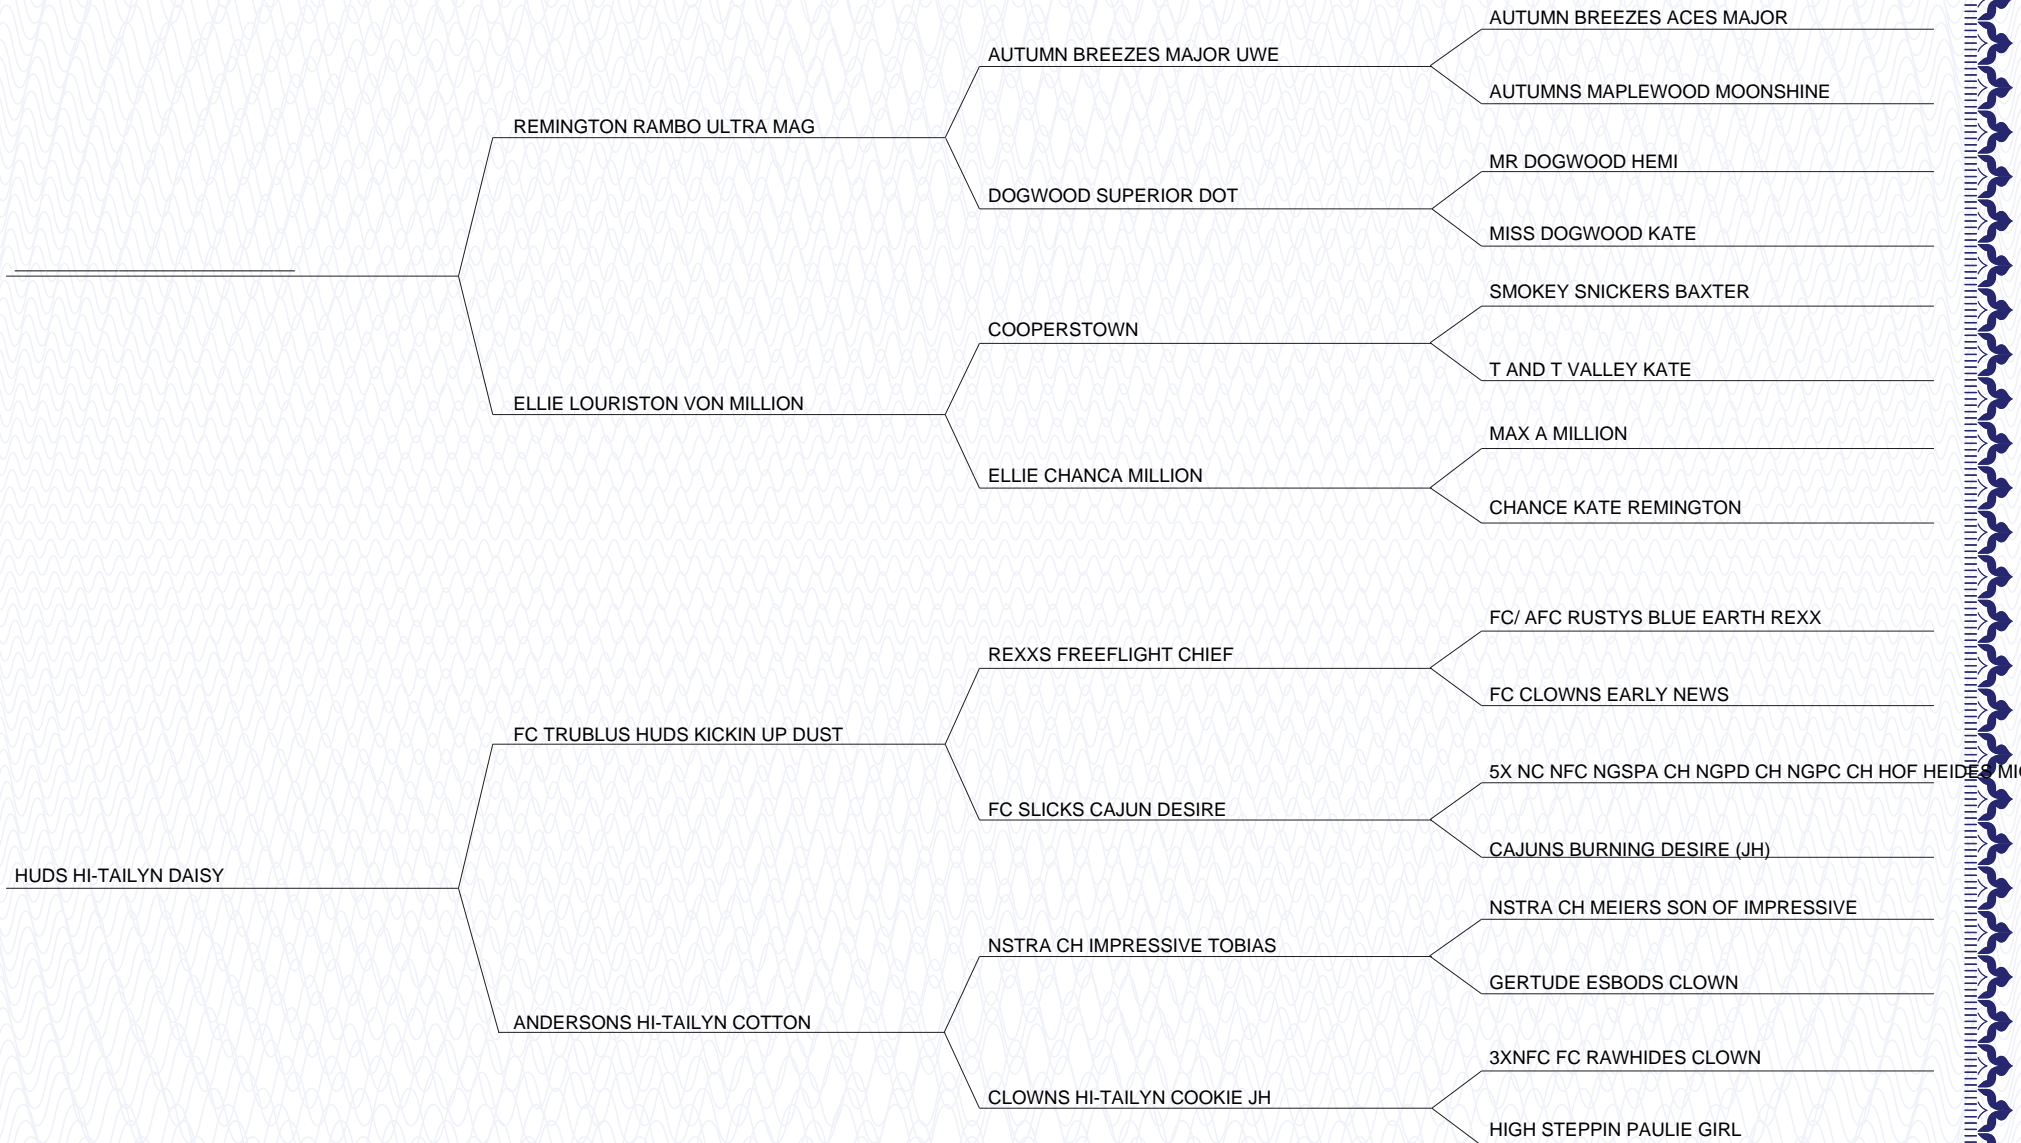 AUTUMN BREEZES ACES MAJOR
AUTUMN BREEZES MAJOR UWE
AUTUMNS MAPLEWOOD MOONSHINE
REMINGTON RAMBO ULTRA MAG
MR DOGWOOD HEMI
DOGWOOD SUPERIOR DOT
MISS DOGWOOD KATE
SMOKEY SNICKERS BAXTER
COOPERSTOWN
T AND T VALLEY KATE
ELLIE LOURISTON VON MILLION
MAX A MILLION
ELLIE CHANCA MILLION
CHANCE KATE REMINGTON
FC/ AFC RUSTYS BLUE EARTH REXX
REXXS FREEFLIGHT CHIEF
FC CLOWNS EARLY NEWS
FC TRUBLUS HUDS KICKIN UP DUST
5X NC NFC NGSPA CH NGPD CH NGPC CH HOF HEIDES
FC SLICKS CAJUN DESIRE
CAJUNS BURNING DESIRE (JH)
HUDS HI-TAILYN DAISY
NSTRA CH MEIERS SON OF IMPRESSIVE
NSTRA CH IMPRESSIVE TOBIAS
GERTUDE ESBODS CLOWN
ANDERSONS HI-TAILYN COTTON
3XNFC FC RAWHIDES CLOWN
CLOWNS HI-TAILYN COOKIE JH
HIGH STEPPIN PAULIE GIRL